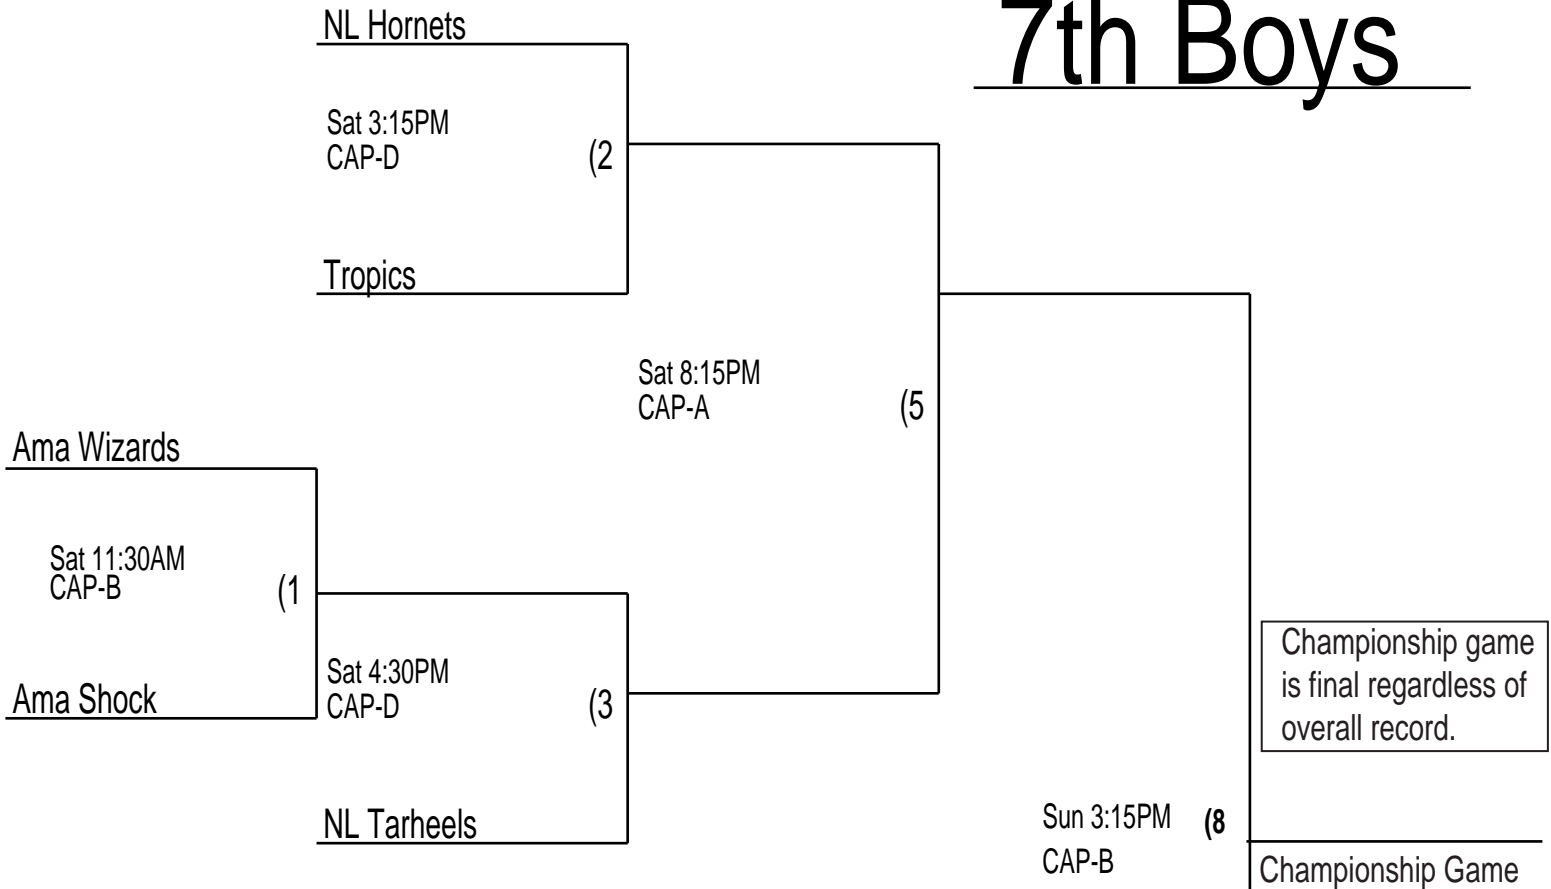 7th Boys
NL Hornets
Sat 3:15PM
CAP-D
(2
Tropics
Sat 8:15PM
CAP-A
(5
Ama Wizards
Sat 11:30AM
CAP-B
(1
Ama Shock
Sat 4:30PM
CAP-D
(3
NL Tarheels
Championship game
is final regardless of
overall record.
Sun 3:15PM
(8
CAP-B
Championship Game